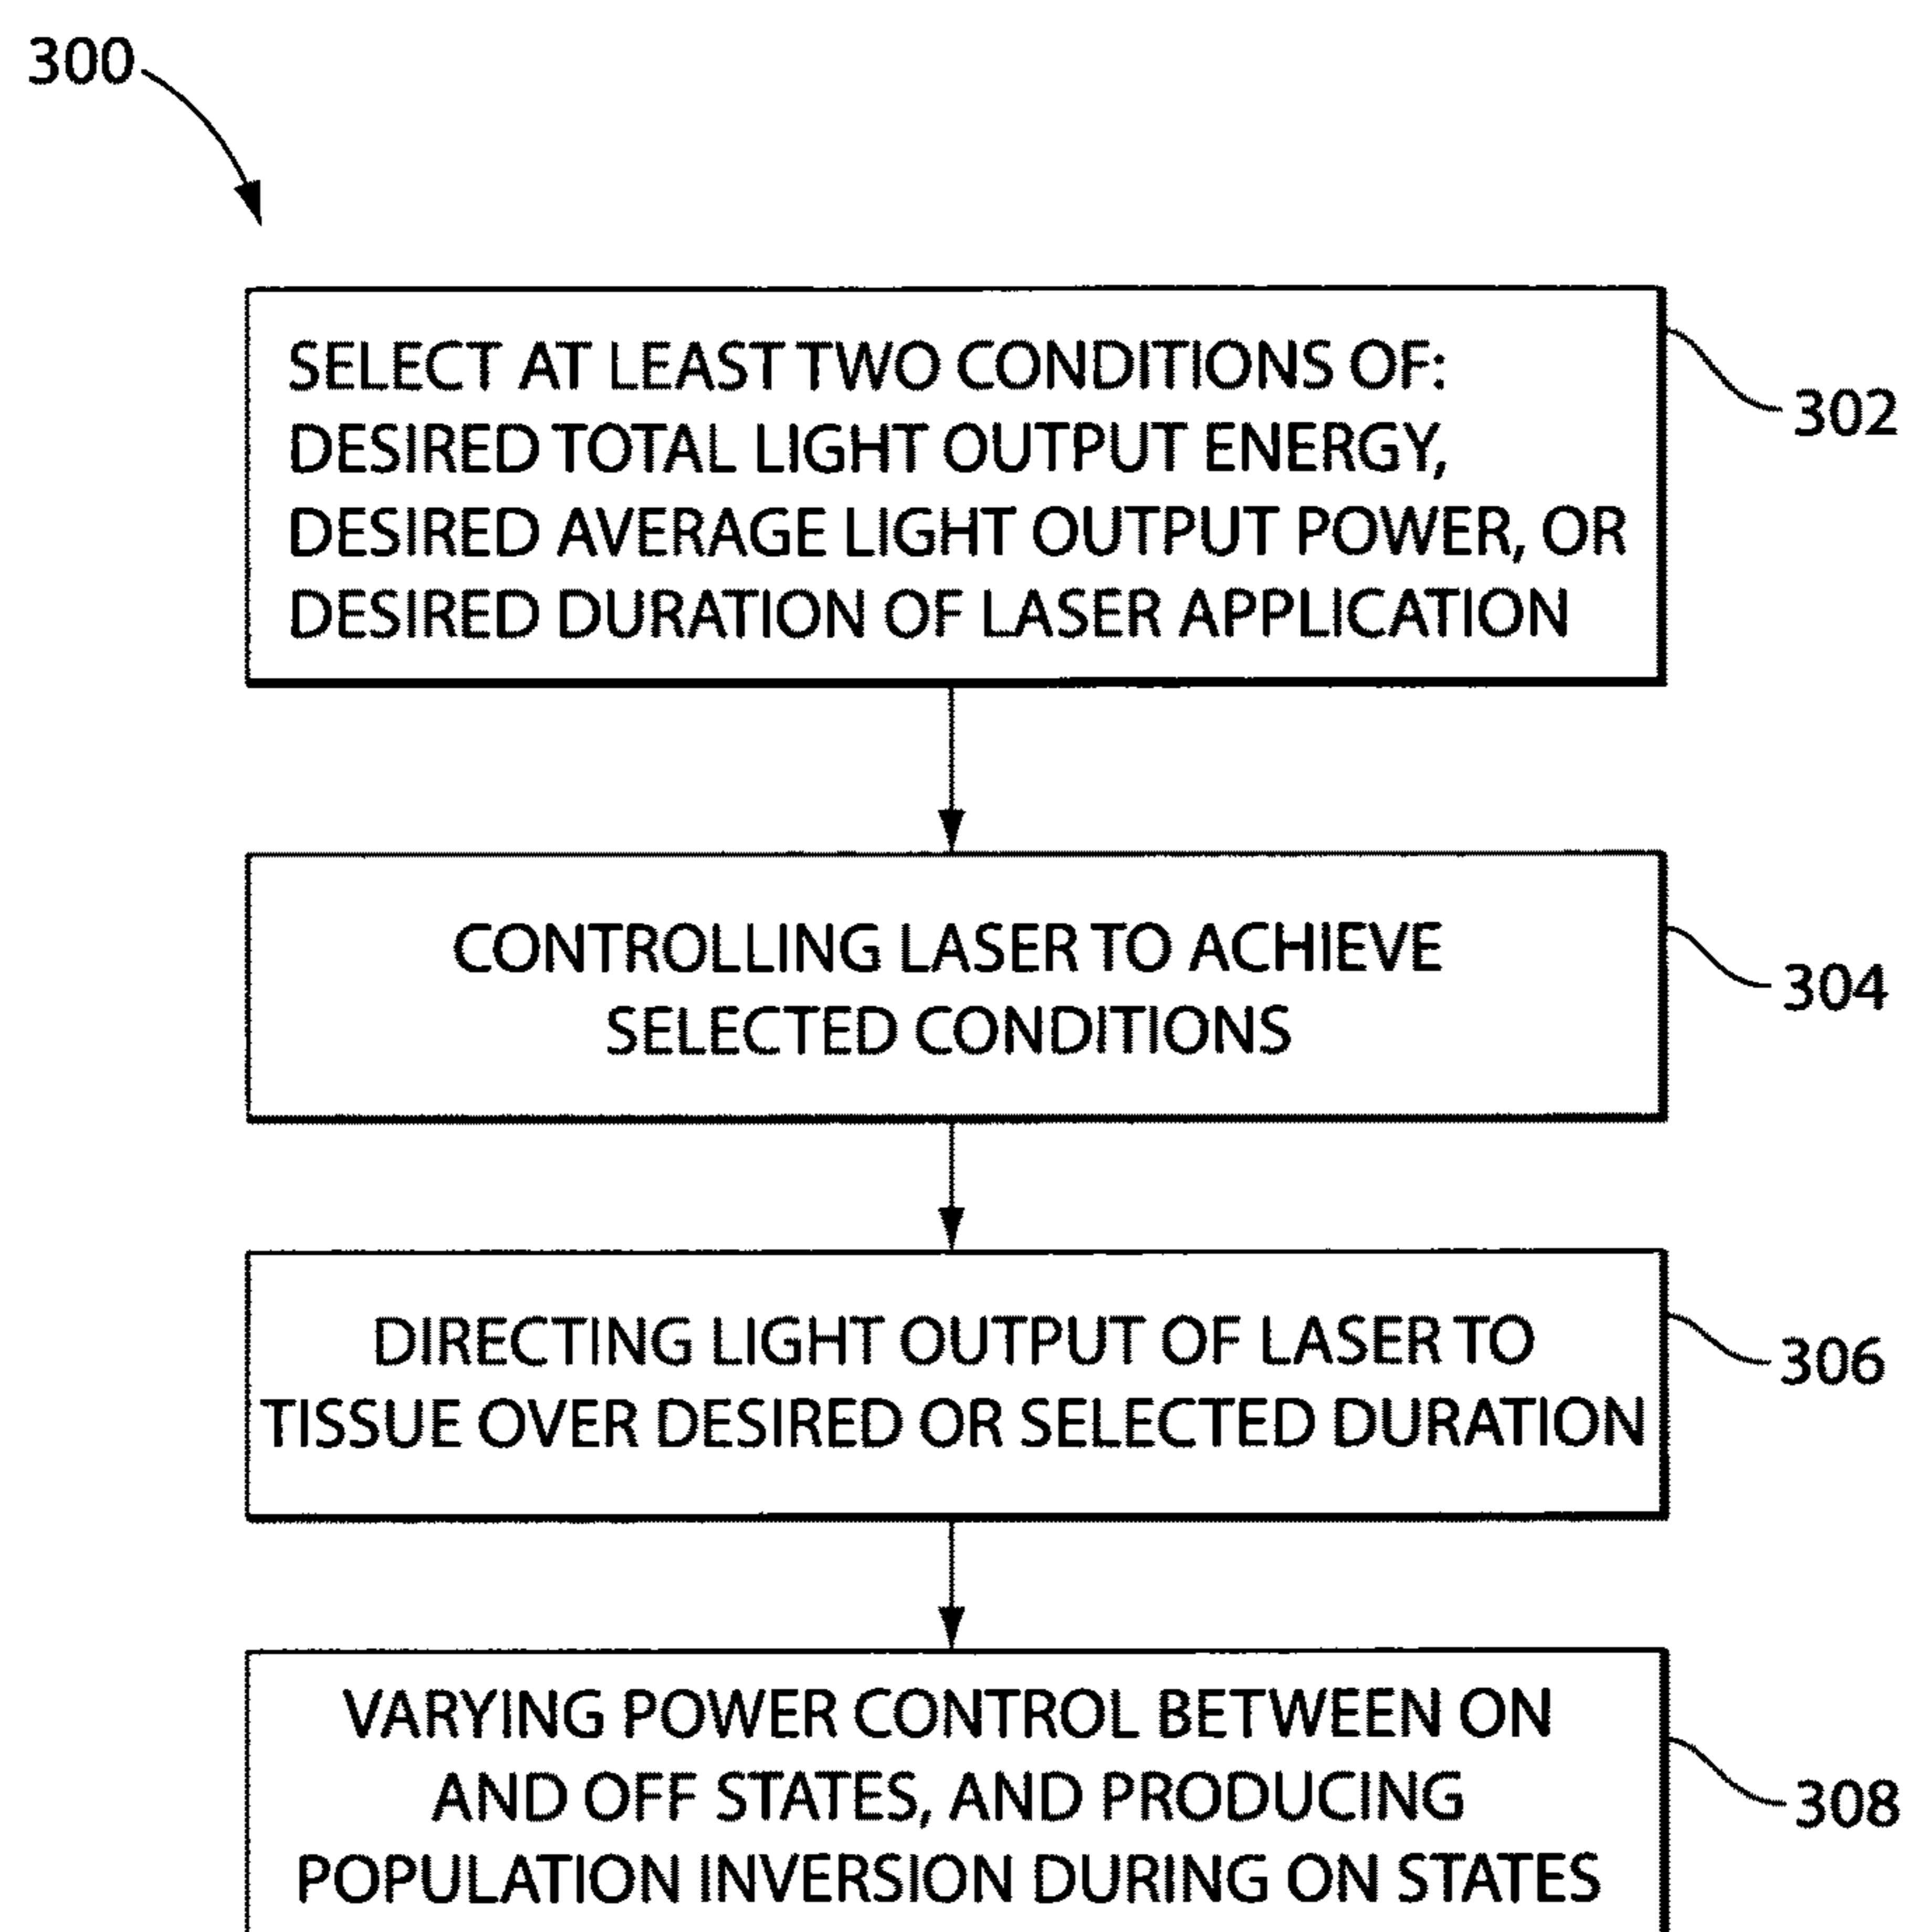 300
SELECT AT LEAST TWO CONDITIONS OF:
DESIRED TOTAL LIGHT OUTPUT ENERGY,
DESIRED AVERAGE LIGHT OUTPUT POWER, OR
DESIRED DURATION OF LASER APPLICATION
302
CONTROLLING LASER TO ACHIEVE
SELECTED CONDITIONS
304
DIRECTING LIGHT OUTPUT OF LASER TO
TISSUE OVER DESIRED OR SELECTED DURATION
306
VARYING POWER CONTROL BETWEEN ON
AND OFF STATES, AND PRODUCING
POPULATION INVERSION DURING ON STATES
308